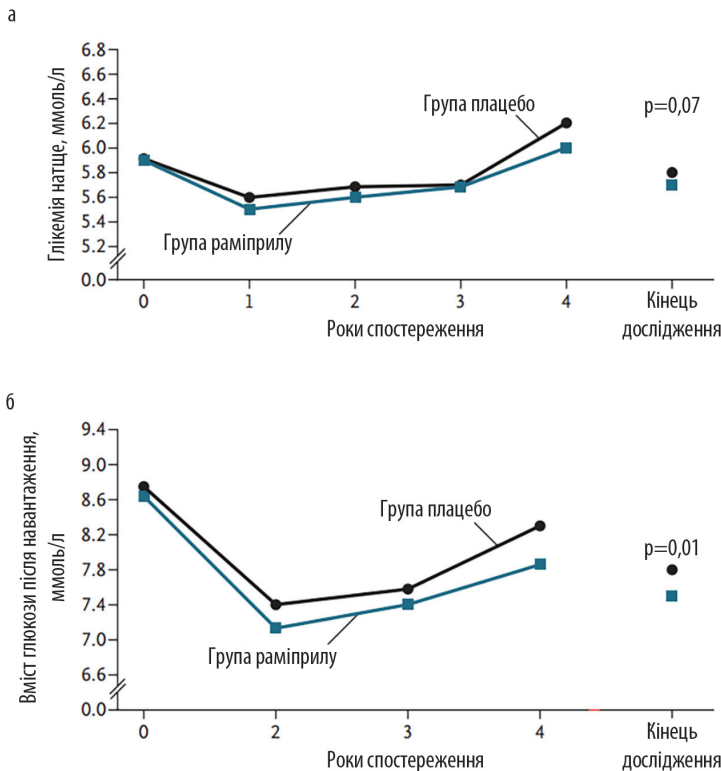 а
Глікемія натще, ммоль/л
6.8
6.6
6.4
6.2
6.0
5.8
5.6
5.4
5.2
0.0
Група плацебо
p=0,07
Група раміприлу
0
1
2
3
4
Кінець
дослідження
Роки спостереження
б
Вміст глюкози після навантаження,
ммоль/л
9.4
9.0
8.6
8.2
7.8
7.4
7.0
6.6
0.0
Група плацебо
p=0,01
Група раміприлу
0
2
3
4
Кінець
дослідження
Роки спостереження